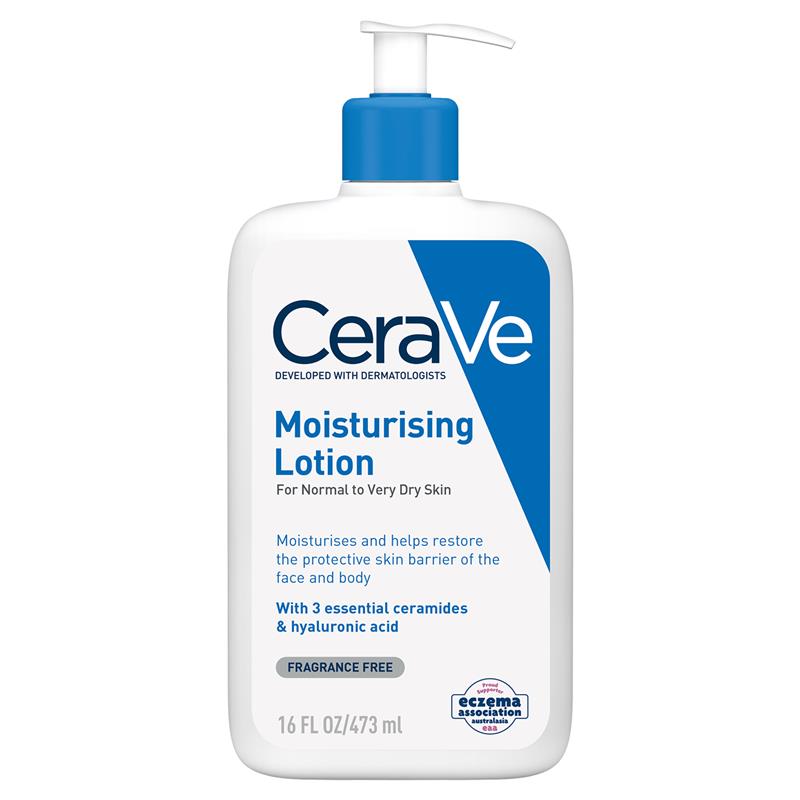 CeraVe
DEVELOPED WITH DERMATOLOGISTS
Moisturising
Lotion
For Normal to Very Dry Skin
Moisturises and helps restore
the protective skin barrier of the
face and body
With 3 essential ceramides
& hyaluronic acid
FRAGRANCE FREE
16 FL OZ/473 ml
Proud
Supporter
eczema
association
australasia
eaa